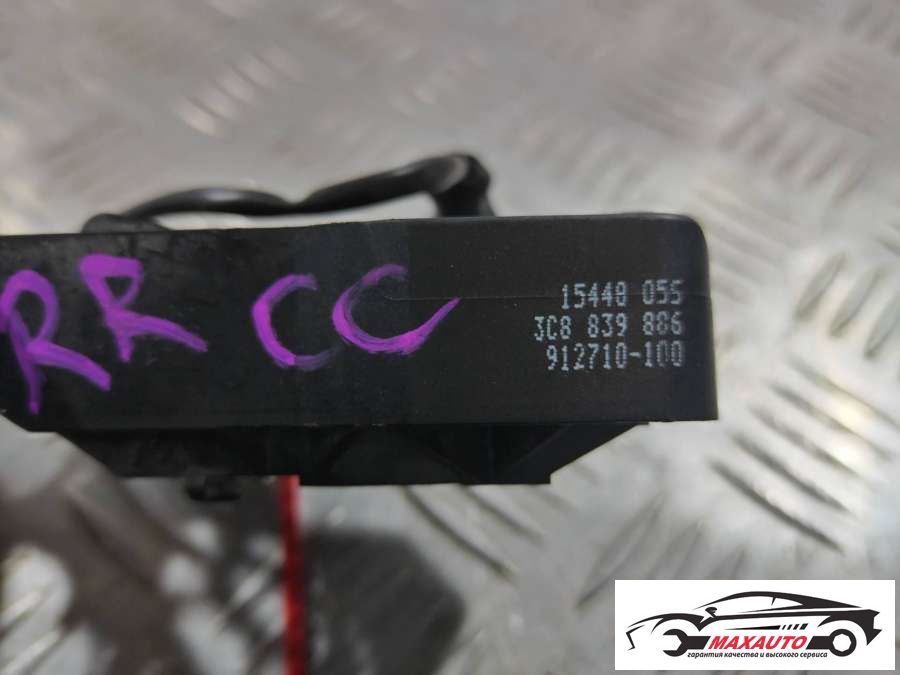 RR CC
15448 055
3C8 839 886
912710-100
MAXAUTO
гарантия качества и высокого сервиса